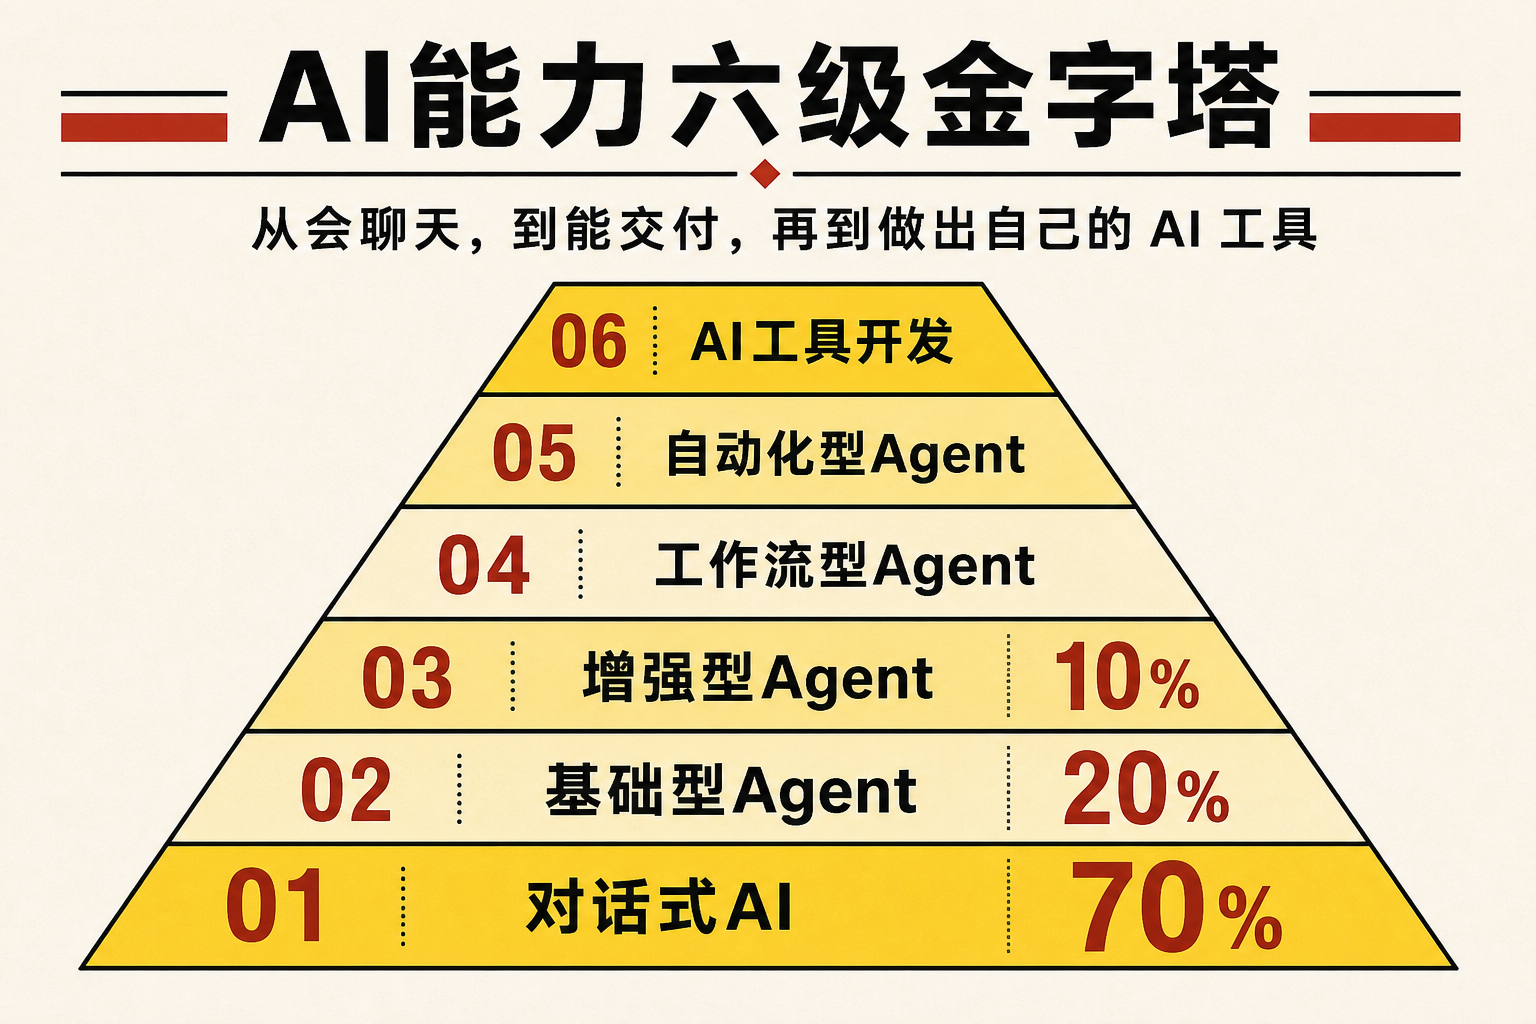 AI能力六级金字塔
从会聊天，到能交付，再到做出自己的 AI 工具
06 AI工具开发
05 自动化型Agent
04 工作流型Agent
03 增强型Agent 10%
02 基础型Agent 20%
01 对话式AI 70%